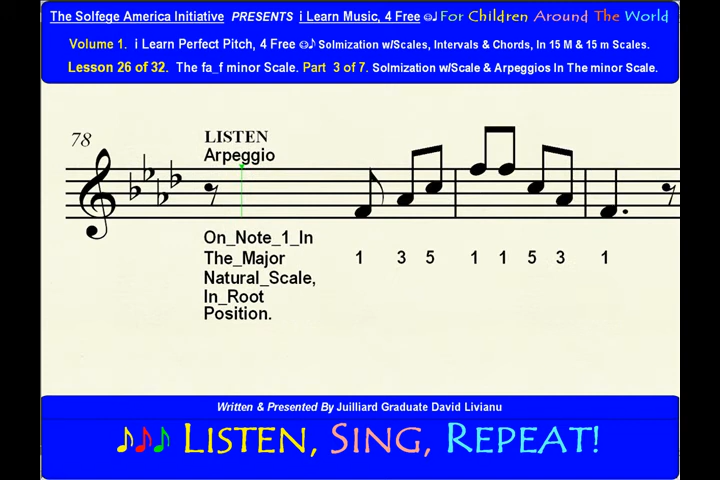 The Solfege America Initiative PRESENTS i Learn Music, 4 Free For Children Around The World
Volume 1. i Learn Perfect Pitch, 4 Free Solmization w/Scales, Intervals & Chords, In 15 M & 15 m Scales.
Lesson 26 of 32. The fa_f minor Scale. Part 3 of 7. Solmization w/Scale & Arpeggios In The minor Scale.
78
LISTEN
Arpeggio
On_Note_1_In
The_Major 1 3 5 1 1 5 3 1
Natural_Scale,
In_Root
Position.
Written & Presented By Juilliard Graduate David Livianu
LISTEN, SING, REPEAT!